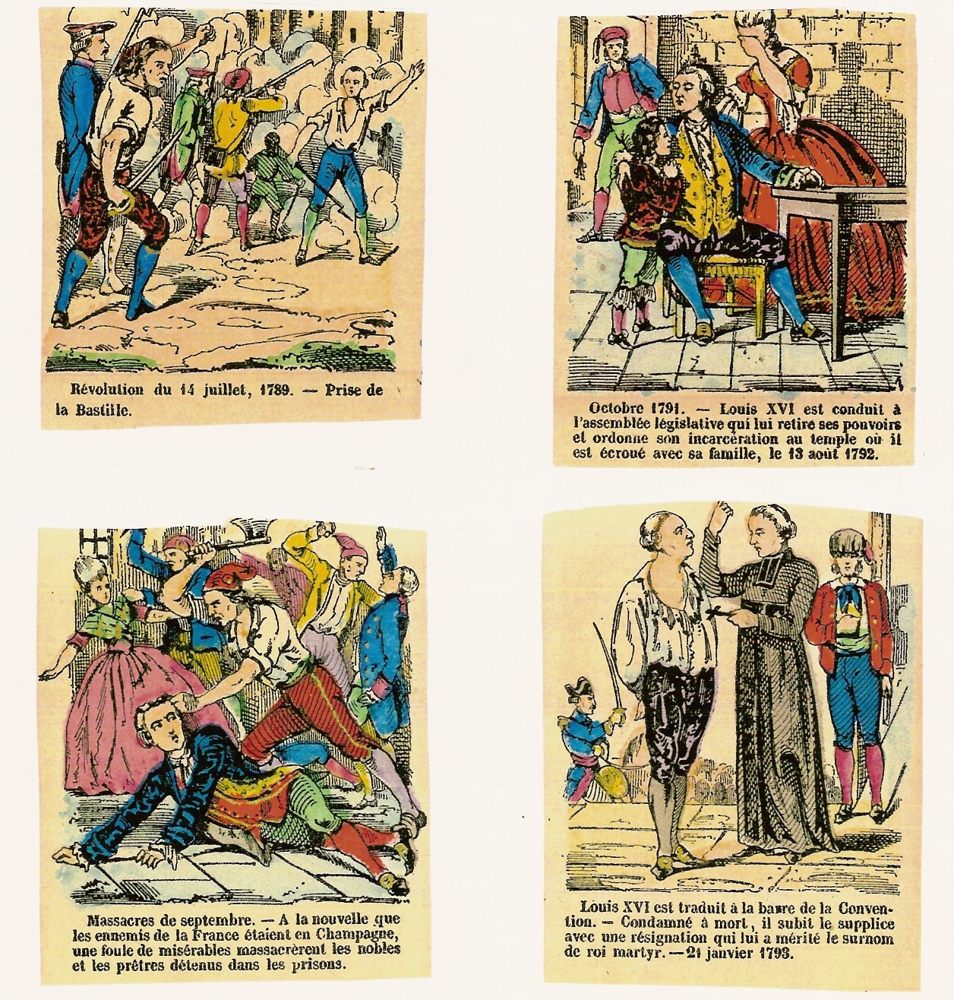 Révolution du 14 juillet, 1789. — Prise de
la Bastille.
Octobre 1791. — Louis XVI est conduit à
l'assemblée législative qui lui retire ses pouvoirs
et ordonne son incarcération au temple où il
est écroué avec sa famille, le 13 août 1792.
Massacres de septembre. — A la nouvelle que
les ennemis de la France étaient en Champagne,
une foule de misérables massacrèrent les nobles
et les prêtres détenus dans les prisons.
Louis XVI est traduit à la barre de la Conven-
tion. — Condamné à mort, il subit le supplice
avec une résignation qui lui a mérité le surnom
de roi martyr. — 21 janvier 1793.